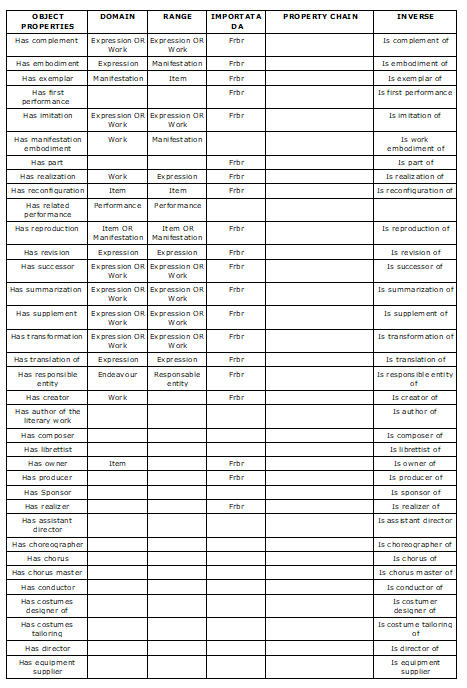 OBJECT PROPERTIES DOMAIN RANGE IMPORTATA DA PROPERTY CHAIN INVERSE
Has complement Expression OR Work Expression OR Work Frbr Is complement of
Has embodiment Expression Manifestation Frbr Is embodiment of
Has exemplar Manifestation Item Frbr Is exemplar of
Has first performance Frbr Is first performance
Has imitation Expression OR Work Expression OR Work Frbr Is imitation of
Has manifestation embodiment Work Manifestation Is work embodiment of
Has part Frbr Is part of
Has realization Work Expression Frbr Is realization of
Has reconfiguration Item Item Frbr Is reconfiguration of
Has related performance Performance Performance
Has reproduction Item OR Manifestation Item OR Manifestation Frbr Is reproduction of
Has revision Expression Expression Frbr Is revision of
Has successor Expression OR Work Expression OR Work Frbr Is successor of
Has summarization Expression OR Work Expression OR Work Frbr Is summarization of
Has supplement Expression OR Work Expression OR Work Frbr Is supplement of
Has transformation Expression OR Work Expression OR Work Frbr Is transformation of
Has translation of Expression Expression Frbr Is translation of
Has responsible entity Endeavour Responsable entity Frbr Is responsible entity of
Has creator Work Frbr Is creator of
Has author of the literary work Is author of
Has composer Is composer of
Has librettist Is librettist of
Has owner Item Frbr Is owner of
Has producer Frbr Is producer of
Has Sponsor Is sponsor of
Has realizer Frbr Is realizer of
Has assistant director Is assistant director
Has choreographer Is choreographer of
Has chorus Is chorus of
Has chorus master Is chorus master of
Has conductor Is conductor of
Has costumes designer of Is costumer designer of
Has costumes tailoring Is costume tailoring of
Has director Is director of
Has equipment supplier Is equipment supplier